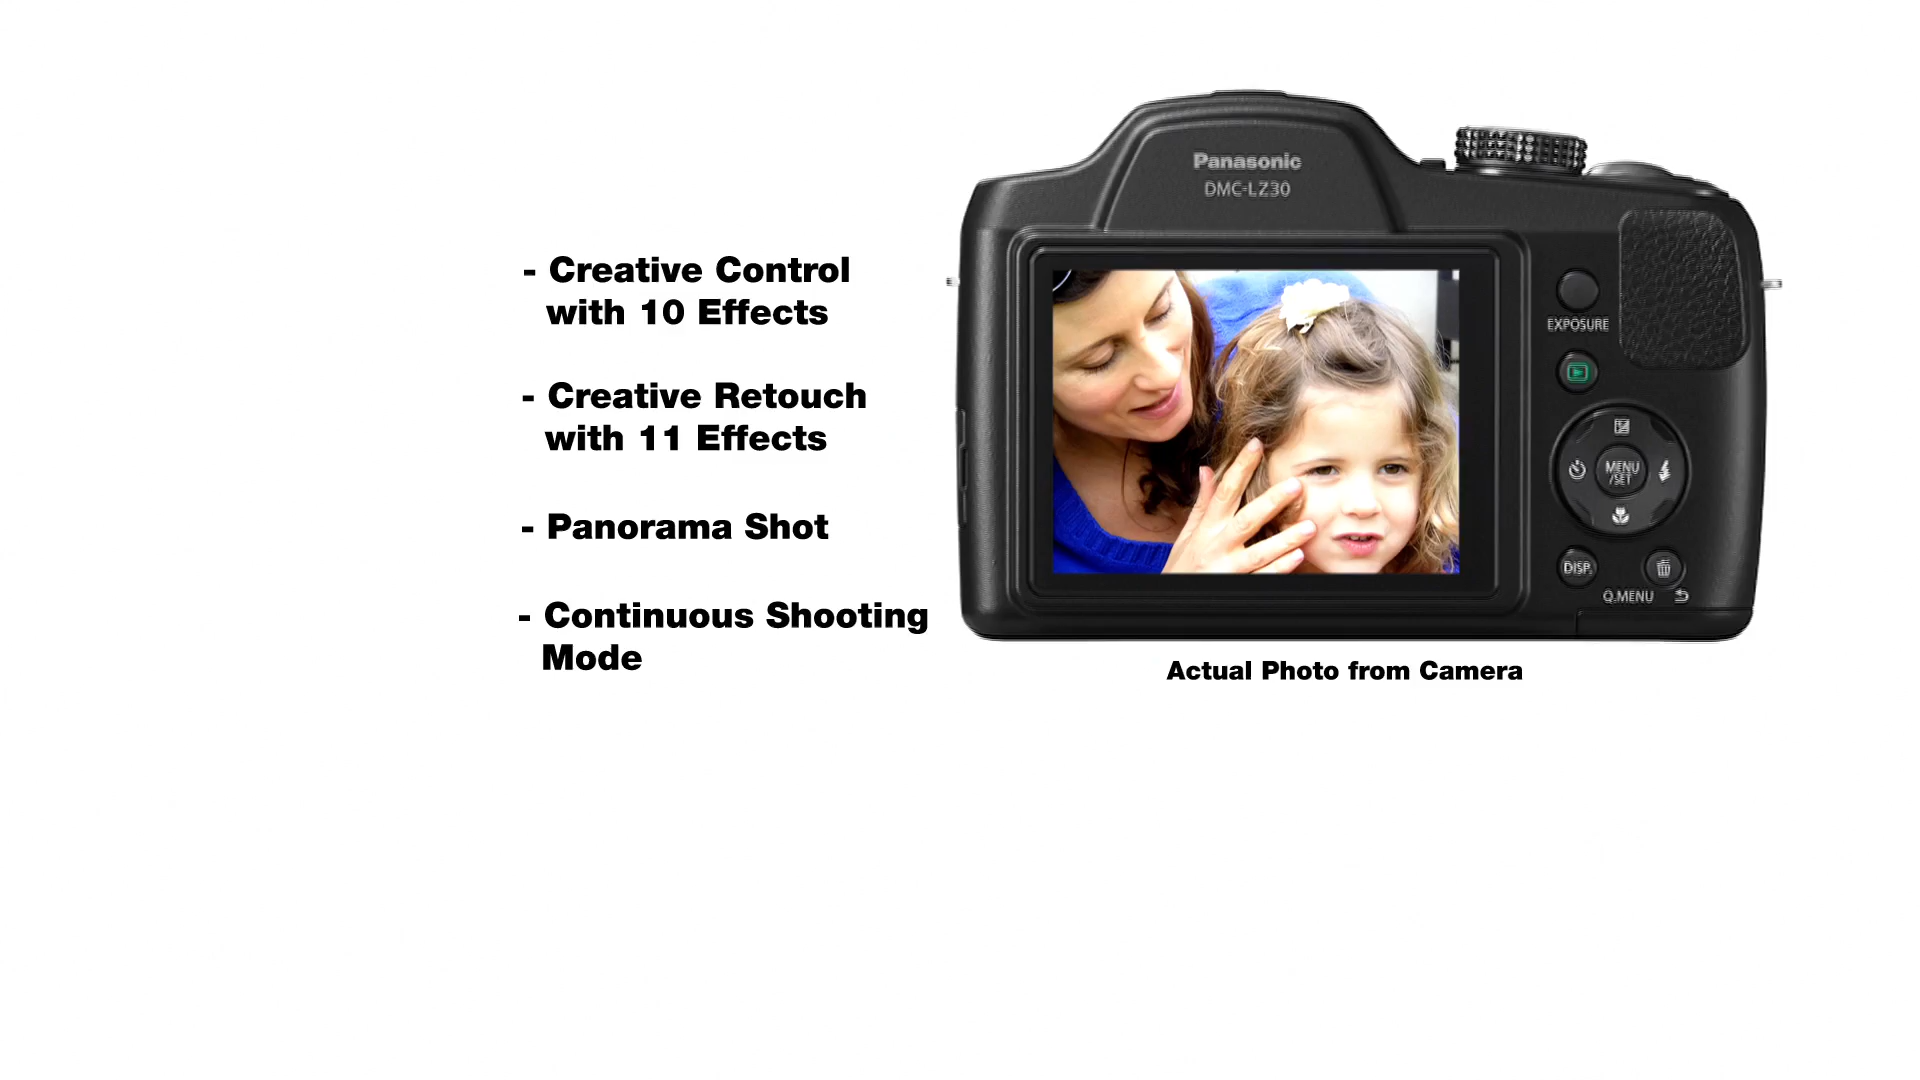 Panasonic
DMC-LZ30
- Creative Control
with 10 Effects
- Creative Retouch
with 11 Effects
- Panorama Shot
- Continuous Shooting
Mode
EXPOSURE
MENU
/SET
DISP.
Q.MENU
Actual Photo from Camera